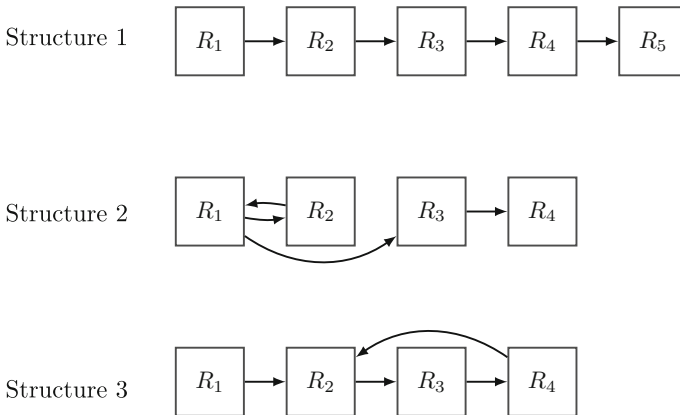 Structure 1 R₁ R₂ R₃ R₄ R₅
Structure 2 R₁ R₂ R₃ R₄
Structure 3 R₁ R₂ R₃ R₄